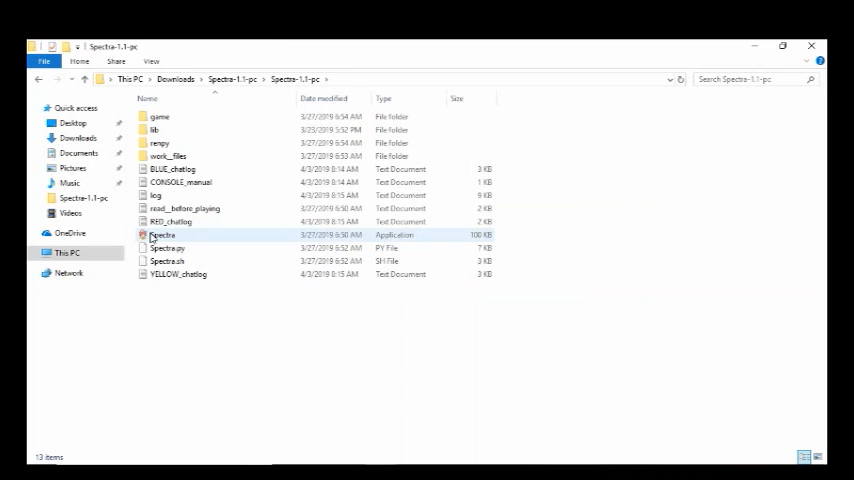 Spectra-1.1-pc
File Home Share View
This PC Downloads Spectra-1.1-pc Spectra-1.1-pc Search Spectra-1.1-pc
Name Date modified Type Size
Quick access
Desktop
Downloads
Documents
Pictures
Music
Spectra-1.1-pc
Videos
OneDrive
This PC
Network
game 3/27/2019 6:54 AM File folder
lib 3/23/2019 5:52 PM File folder
renpy 3/27/2019 6:54 AM File folder
work_files 3/27/2019 6:53 AM File folder
BLUE_chatlog 4/3/2019 8:14 AM Text Document 3 KB
CONSOLE_manual 4/3/2019 8:14 AM Text Document 1 KB
log 4/3/2019 8:15 AM Text Document 9 KB
read_before_playing 3/27/2019 6:54 AM Text Document 2 KB
RED_chatlog 4/3/2019 8:15 AM Text Document 2 KB
Spectra 3/27/2019 6:50 AM Application 100 KB
Spectra.py 3/27/2019 6:52 AM PY File 7 KB
Spectra.sh 3/27/2019 6:52 AM SH File 3 KB
YELLOW_chatlog 4/3/2019 8:15 AM Text Document 3 KB
13 items